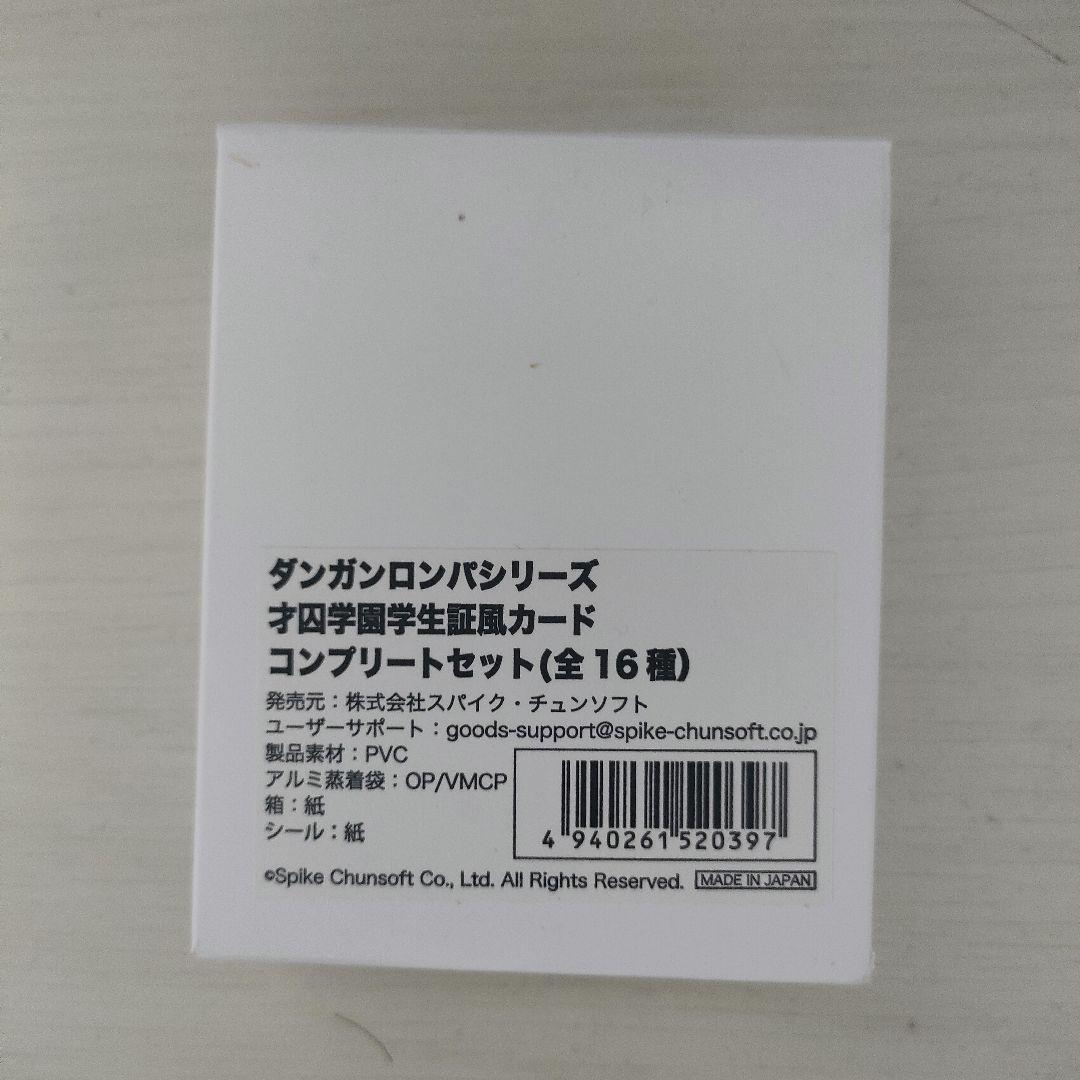 ダンガンロンパシリーズ
才囚学園学生証風カード
コンプリートセット(全16種)
発売元：株式会社スパイク・チュンソフト
ユーザーサポート：goods-support@spike-chunsoft.co.jp
製品素材：PVC
アルミ蒸着袋：OP/VMCP
箱：紙
シール：紙
4 940261 520397
©Spike Chunsoft Co., Ltd. All Rights Reserved. MADE IN JAPAN